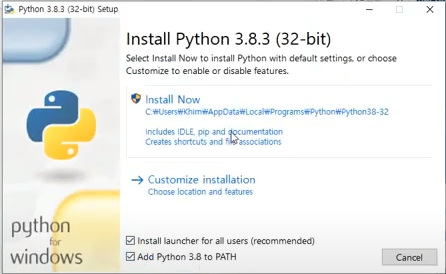 Python 3.8.3 (32-bit) Setup
Install Python 3.8.3 (32-bit)
Select Install Now to install Python with default settings, or choose
Customize to enable or disable features.
Install Now
C:₩Users₩Khim₩AppData₩Local₩Programs₩Python₩Python38-32
Includes IDLE, pip and documentation
Creates shortcuts and file associations
Customize installation
Choose location and features
python
for
windows
Install launcher for all users (recommended)
Add Python 3.8 to PATH
Cancel